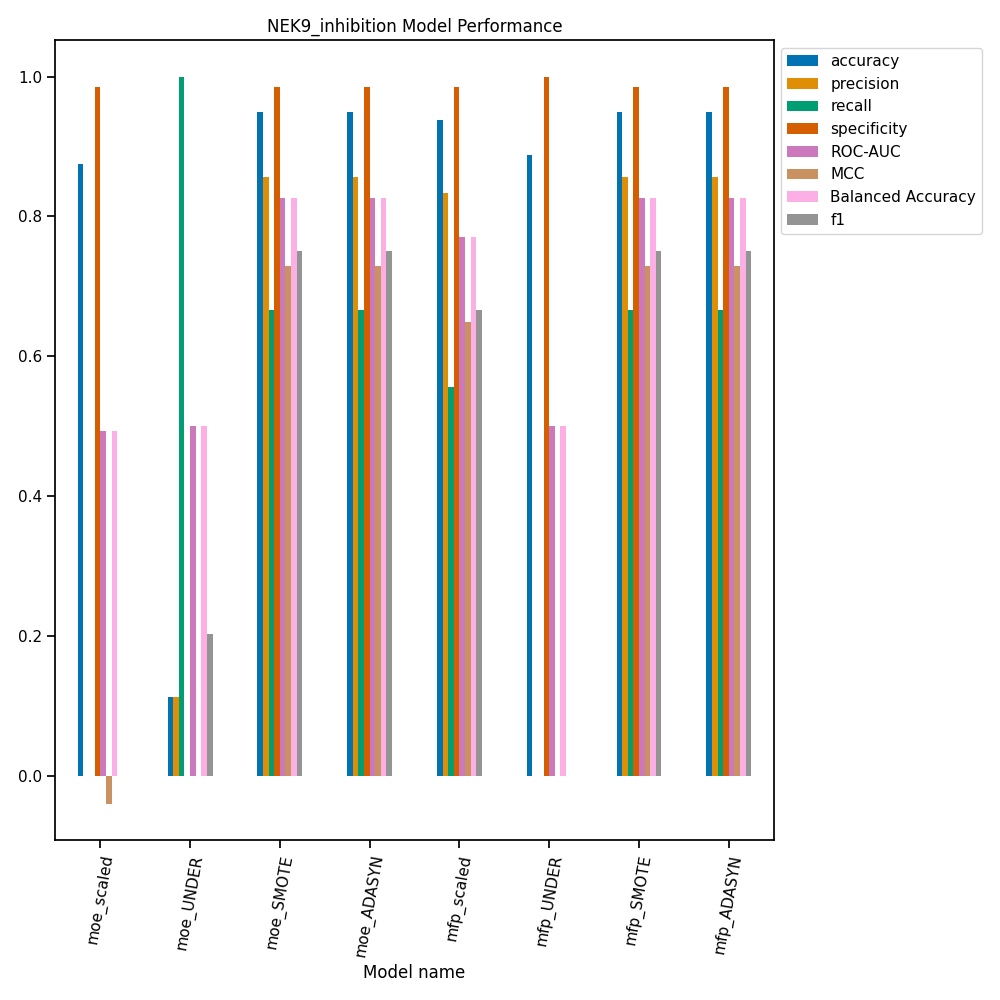 NEK9_inhibition Model Performance
accuracy
precision
recall
specificity
ROC-AUC
MCC
Balanced Accuracy
f1
1.0
0.8
0.6
0.4
0.2
0.0
moe_scaled
moe_UNDER
moe_SMOTE
moe_ADASYN
mfp_scaled
mfp_UNDER
mfp_SMOTE
mfp_ADASYN
Model name